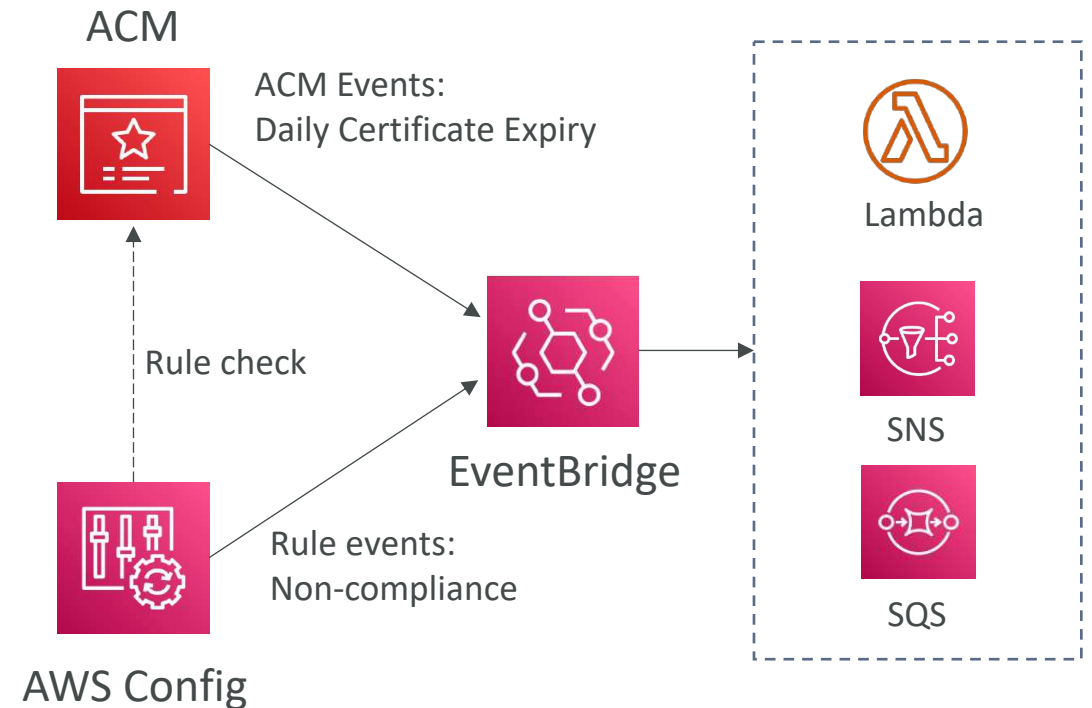 ACM
ACM Events:
Daily Certificate Expiry
Lambda
Rule check
SNS
EventBridge
Rule events:
Non-compliance
SQS
AWS Config